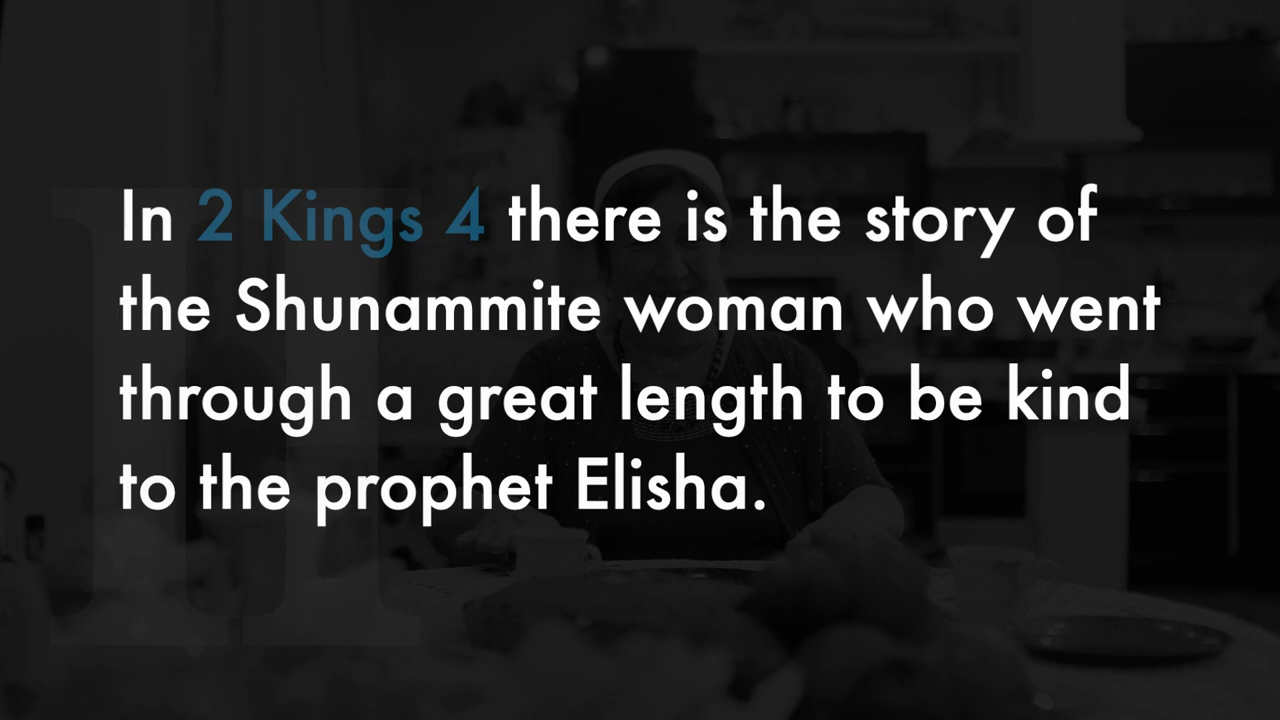 In 2 Kings 4 there is the story of
the Shunammite woman who went
through a great length to be kind
to the prophet Elisha.